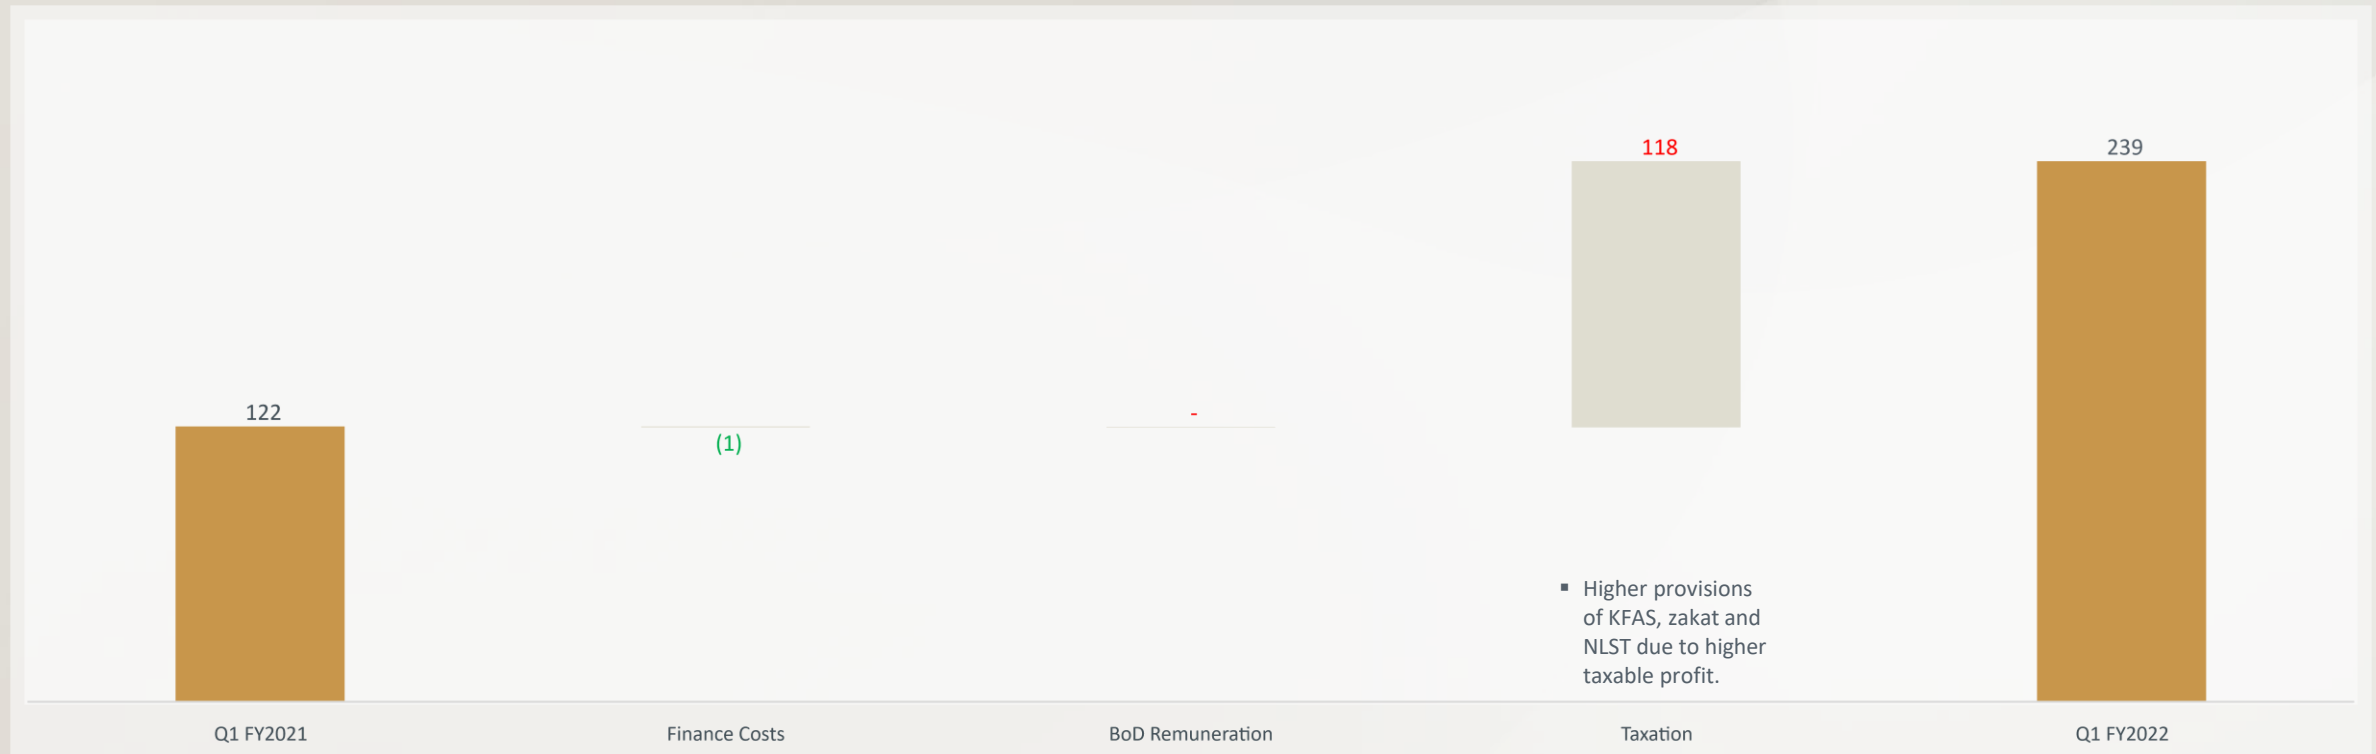 118
239
122
-
(1)
▪ Higher provisions
of KFAS, zakat and
NLST due to higher
taxable profit.
Q1 FY2021
Finance Costs
BoD Remuneration
Taxation
Q1 FY2022